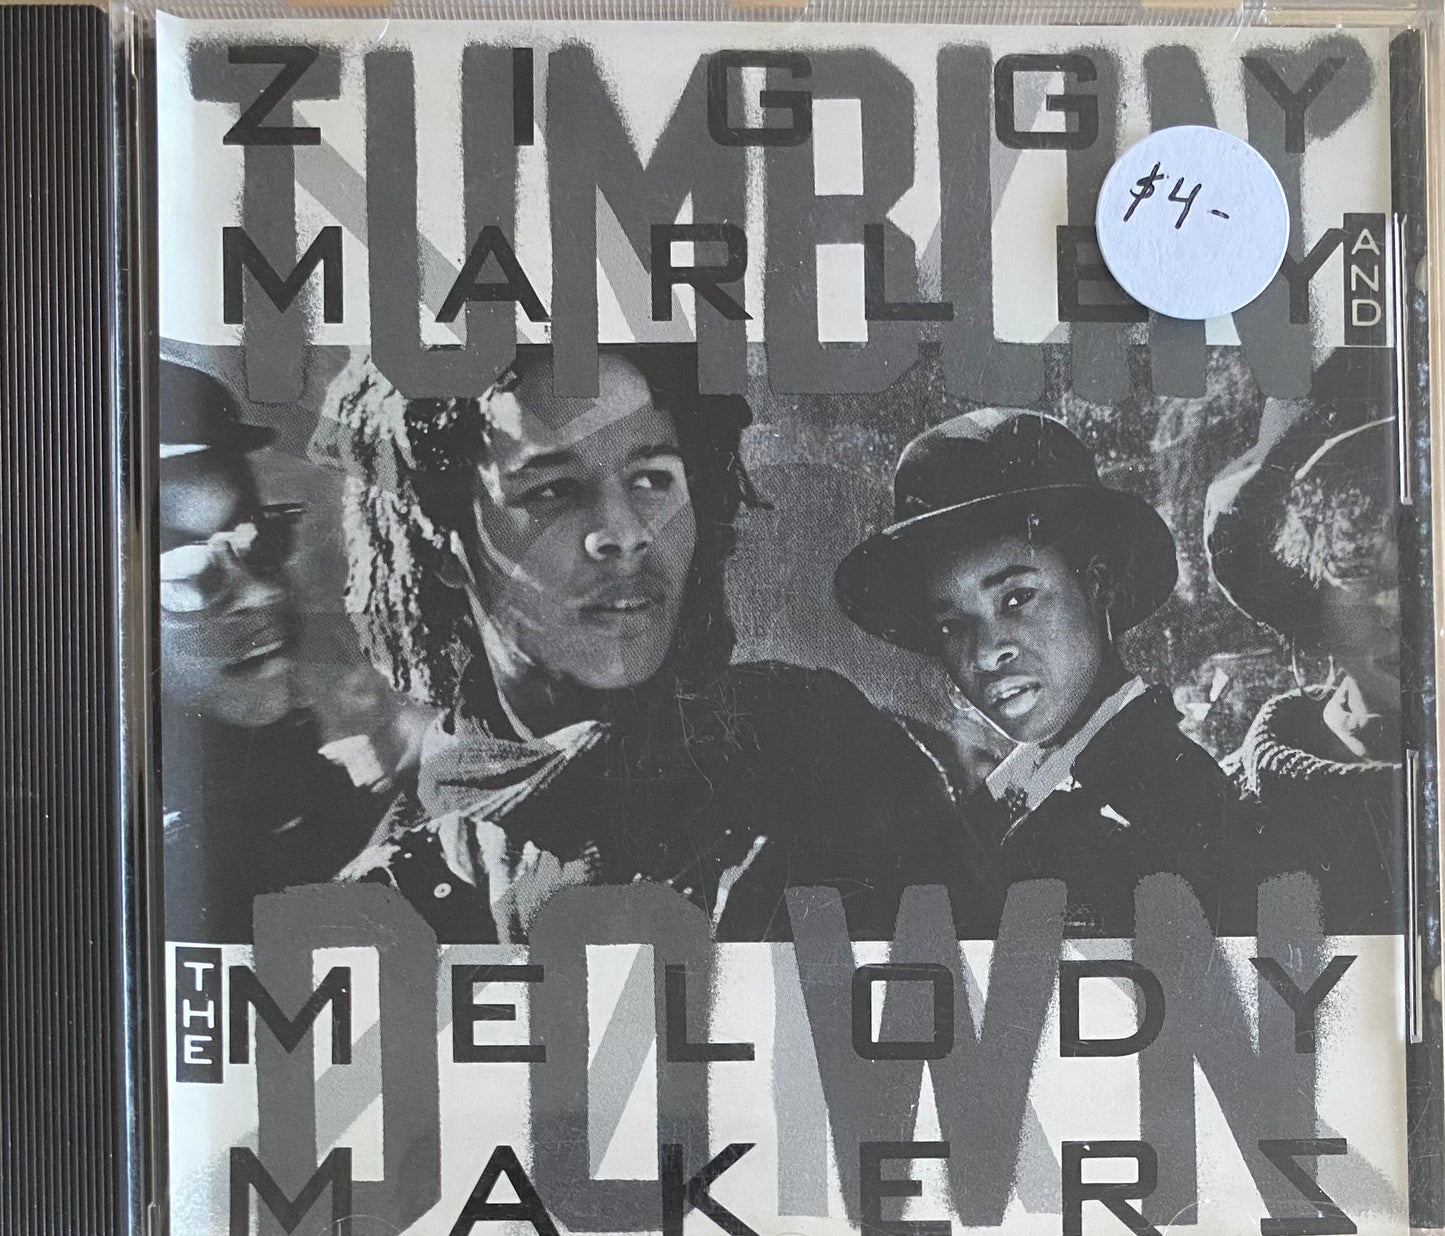 ZIGGY
TUMBLIN'
$4-
MARLEY AND
THE MELODY
DOWN
MAKERS